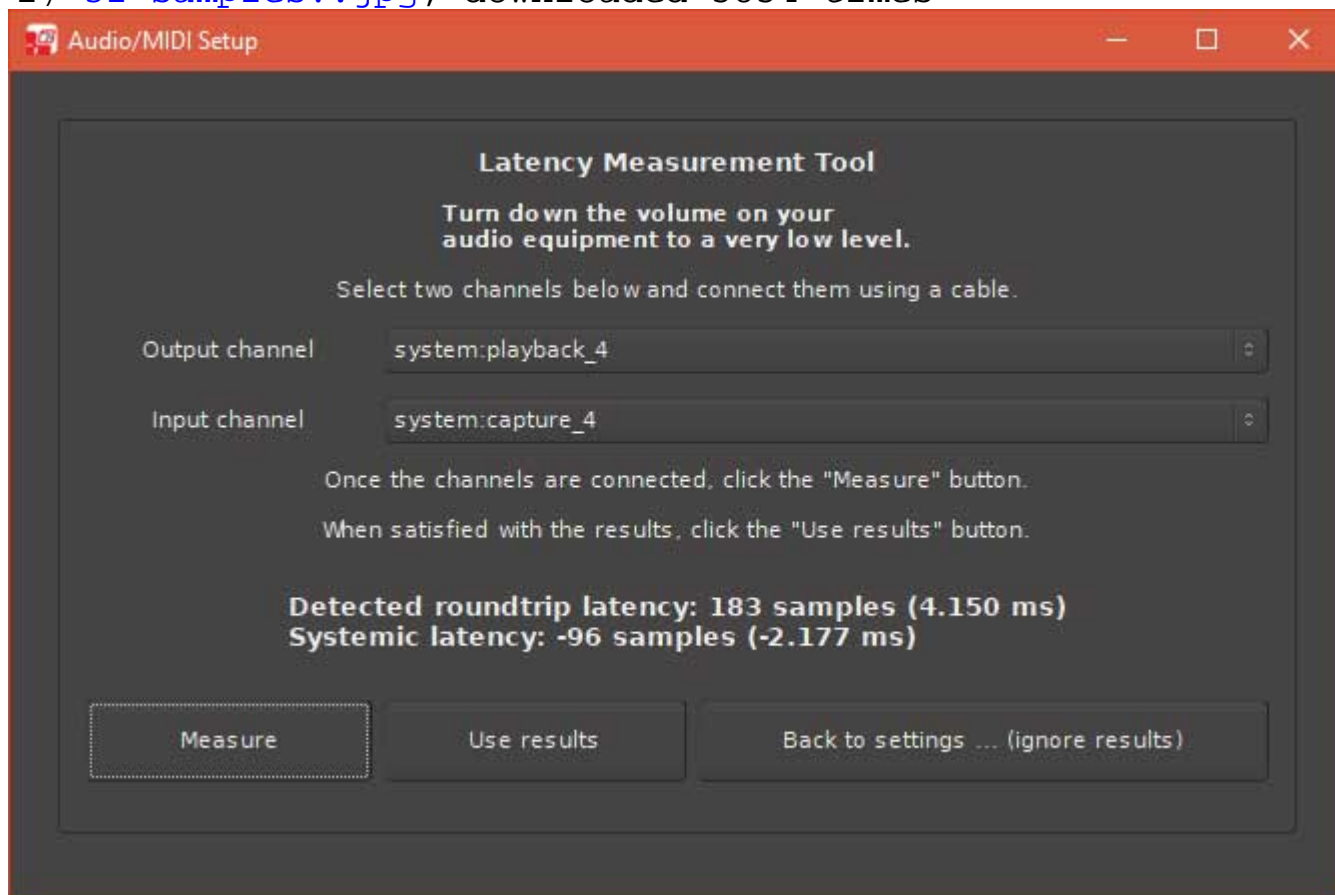 Audio/MIDI Setup
Latency Measurement Tool
Turn down the volume on your
audio equipment to a very low level.
Select two channels below and connect them using a cable.
Output channel system:playback_4
Input channel system:capture_4
Once the channels are connected, click the "Measure" button.
When satisfied with the results, click the "Use results" button.
Detected roundtrip latency: 183 samples (4.150 ms)
Systemic latency: -96 samples (-2.177 ms)
Measure Use results Back to settings ... (ignore results)